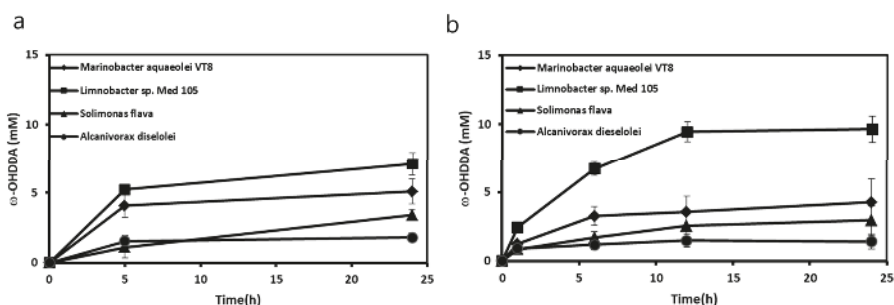 a
15
10
5
0
ω-OHDDA (mM)
Marinobacter aquaeolei VT8
Limnobacter sp. Med 105
Solimonas flava
Alcanivorax diselolei
0 5 10 15 20 25
Time(h)
b
15
10
5
0
ω-OHDDA (mM)
Marinobacter aquaeolei VT8
Limnobacter sp. Med 105
Solimonas flava
Alcanivorax dieselolei
0 5 10 15 20 25
Time(h)